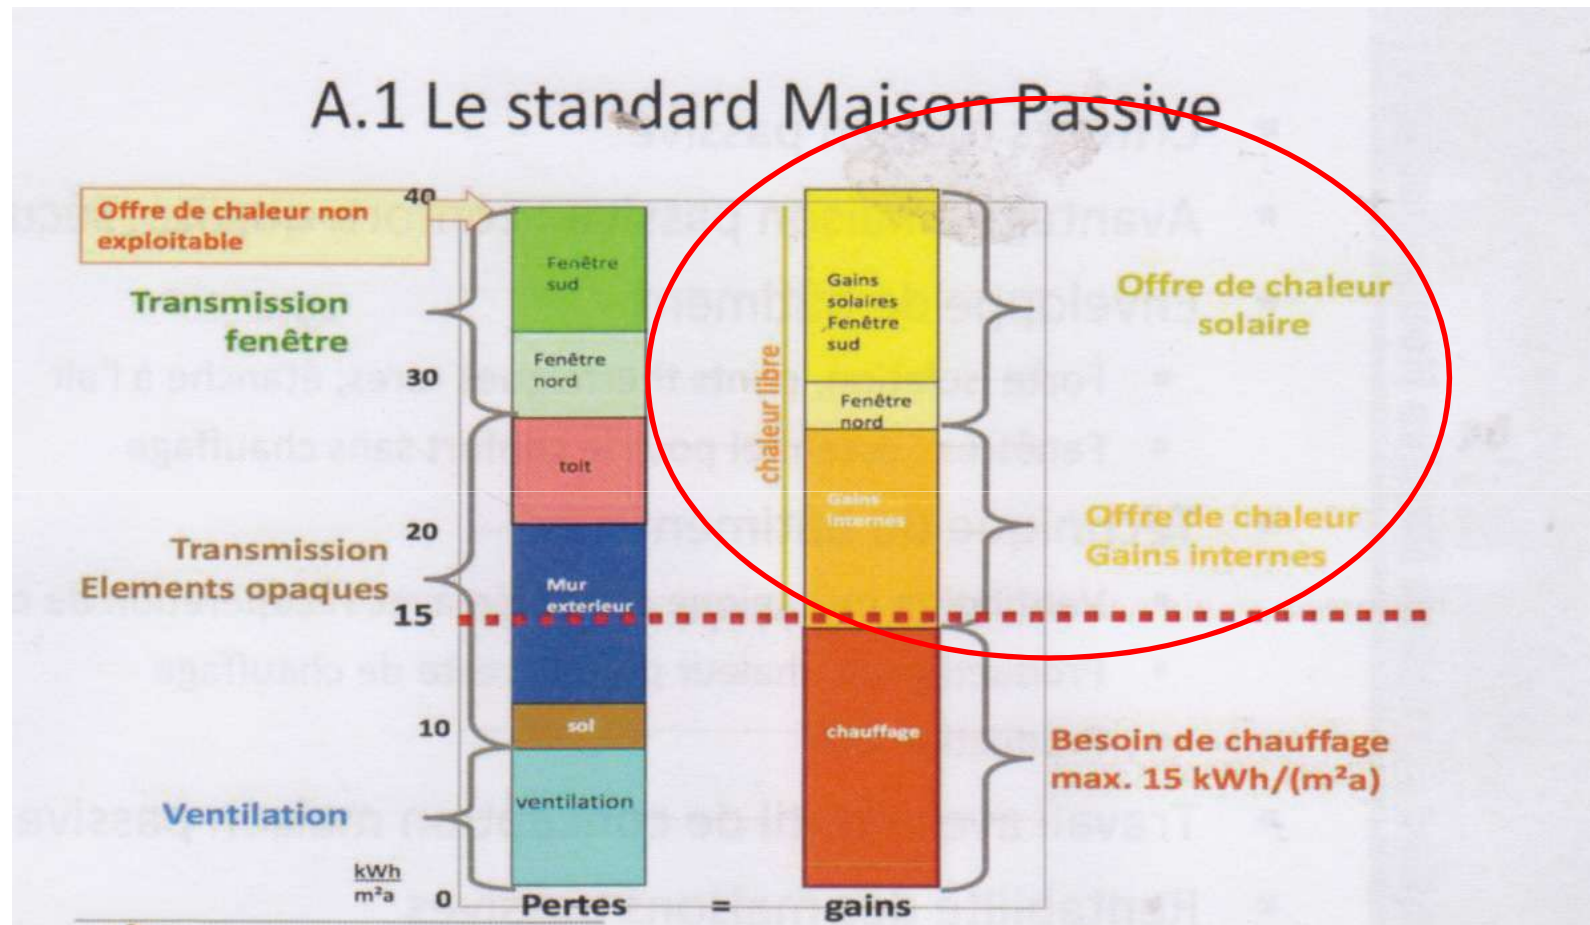 A.1 Le standard Maison Passive
Offre de chaleur non
exploitable
Transmission
fenêtre
Transmission
Elements opaques
Ventilation
40
30
20
15
10
0
kWh
m²a
Fenêtre
sud
Fenêtre
nord
toit
Mur
exterieur
sol
ventilation
Pertes = gains
chaleur libre
Gains
solaires
Fenêtre
sud
Fenêtre
nord
Gains
Internes
chauffage
Offre de chaleur
solaire
Offre de chaleur
Gains internes
Besoin de chauffage
max. 15 kWh/(m²a)